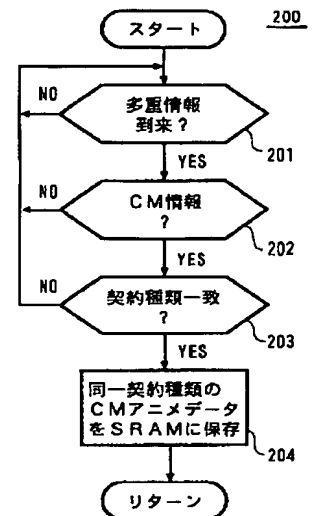 200
スタート
NO
多重情報
到来?
201
YES
NO
CM情報
?
202
YES
NO
契約種類一致
?
203
YES
同一契約種類の
CMアニメデータ
をSRAMに保存
204
リターン